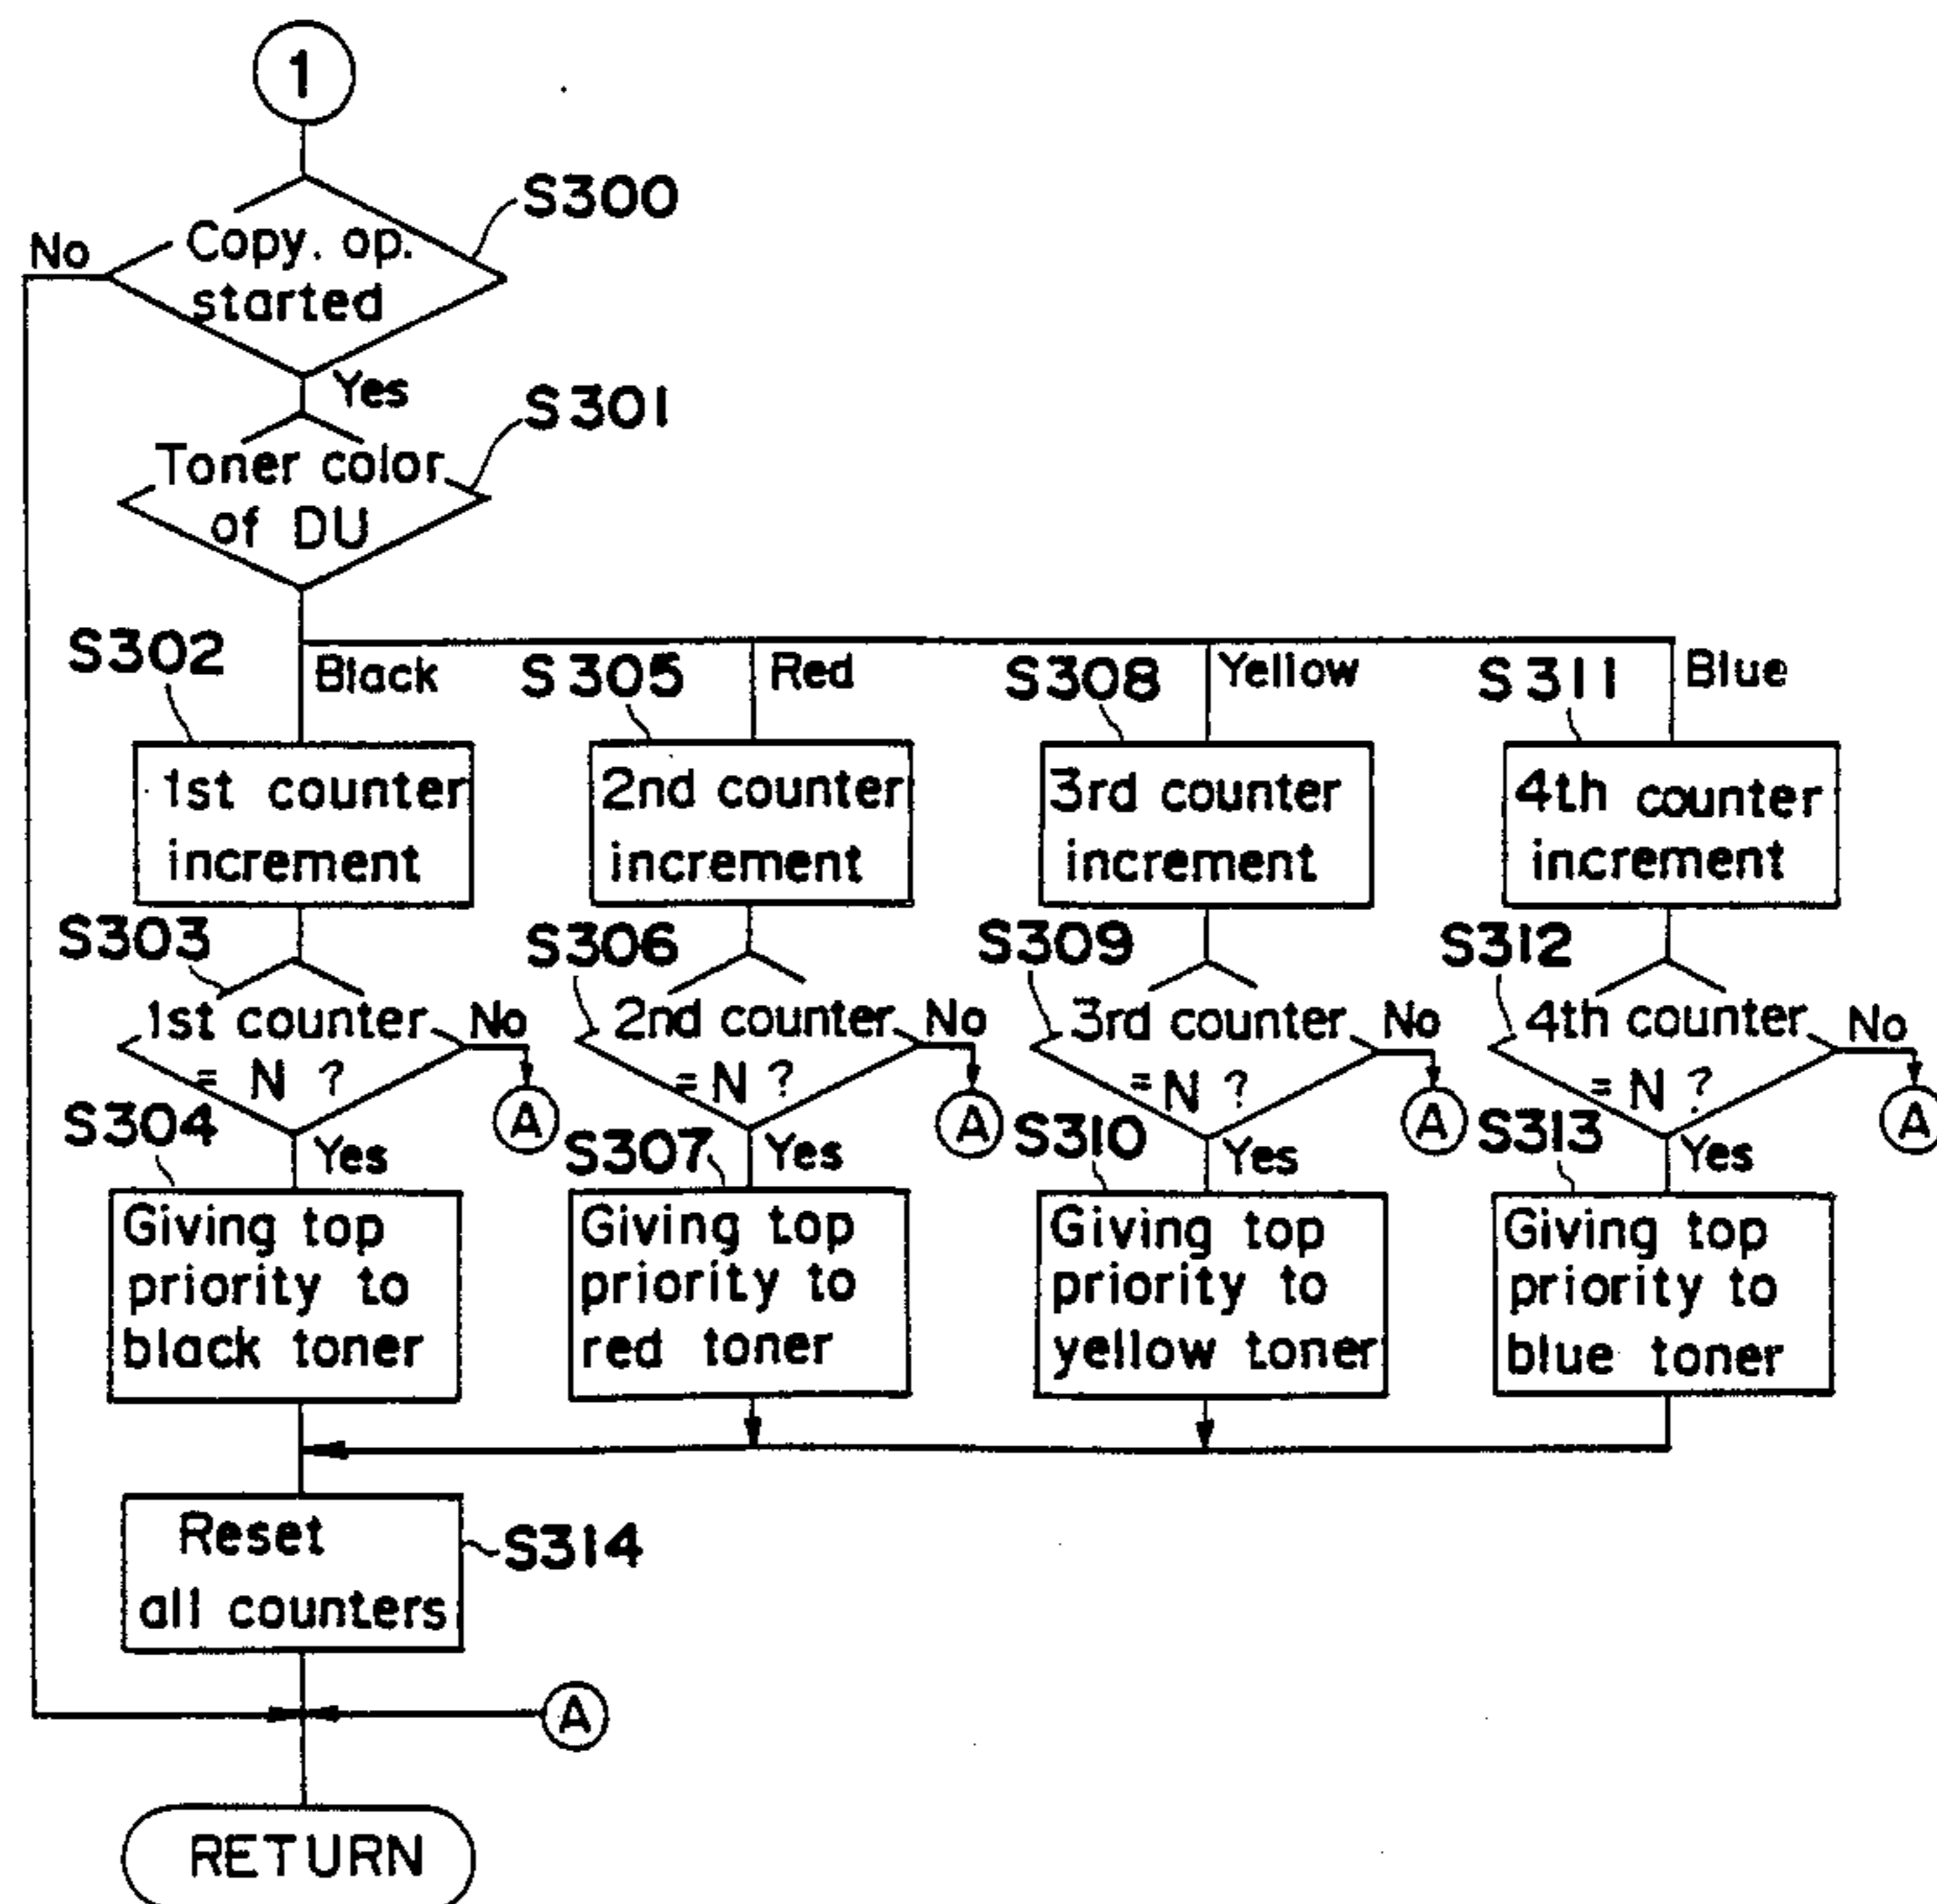 1
S300
No
Copy. op.
started
Yes
S301
Toner color
of DU
S302
Black
S305
Red
S308
Yellow
S311
Blue
1st counter
increment
2nd counter
increment
3rd counter
increment
4th counter
increment
S303
1st counter
= N ?
No
A
S306
2nd counter
= N ?
No
A
S309
3rd counter
= N ?
No
A
S312
4th counter
= N ?
No
A
S304
Yes
S307
Yes
S310
Yes
S313
Yes
Giving top
priority to
black toner
Giving top
priority to
red toner
Giving top
priority to
yellow toner
Giving top
priority to
blue toner
Reset
all counters
S314
A
RETURN